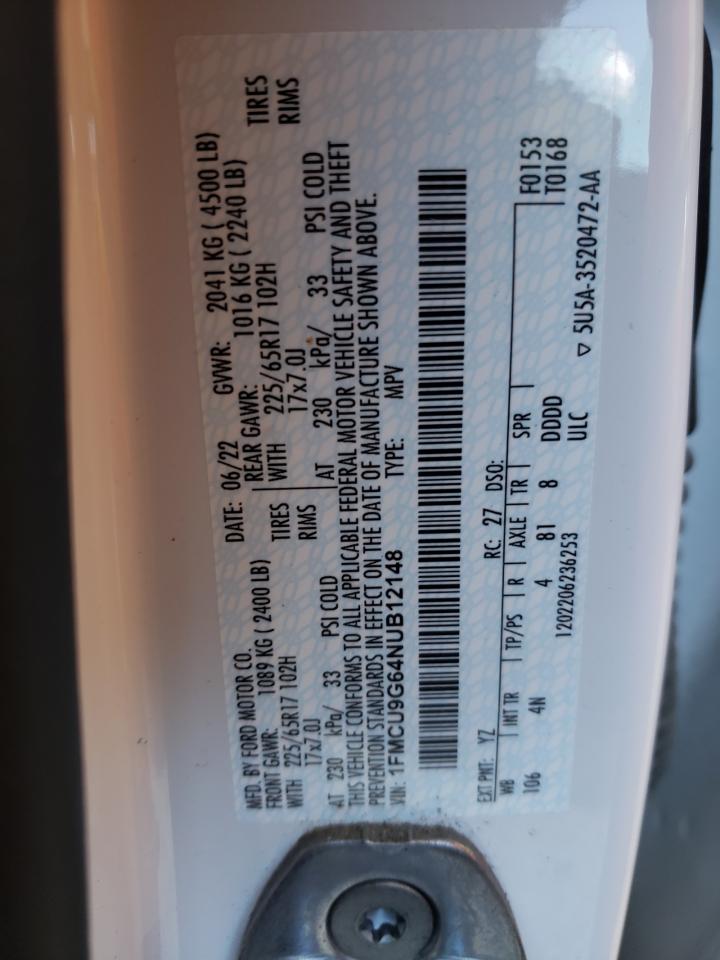 MFD. BY FORD MOTOR CO.
DATE: 06/22 GVWR: 2041 KG ( 4500 LB)
FRONT GAWR: 1089 KG ( 2400 LB) REAR GAWR: 1016 KG ( 2240 LB)
WITH 225/65R17 102H TIRES WITH 225/65R17 102H TIRES
17x7.0J RIMS 17x7.0J RIMS
AT 230 kPa/ 33 PSI COLD AT 230 kPa/ 33 PSI COLD
THIS VEHICLE CONFORMS TO ALL APPLICABLE FEDERAL MOTOR VEHICLE SAFETY AND THEFT
PREVENTION STANDARDS IN EFFECT ON THE DATE OF MANUFACTURE SHOWN ABOVE.
VIN: 1FMCU9G64NUB12148 TYPE: MPV
EXT PNT: YZ RC: 27 DSO: F0153
WB INT TR TP/PS R AXLE TR SPR T0168
106 4N 4 81 8 DDDD
ULC
1202206236253 ▽ 5U5A-3520472-AA